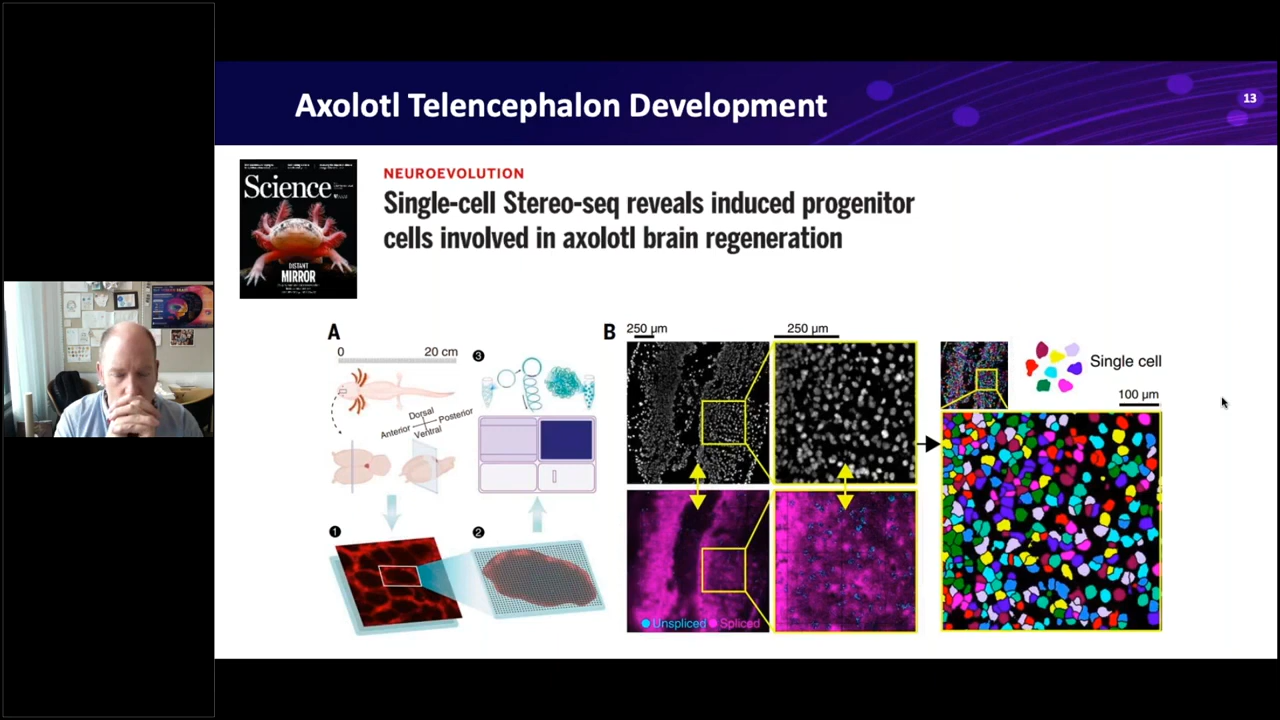 Axolotl Telencephalon Development
13
Science
DISTANT
MIRROR
NEUROEVOLUTION
Single-cell Stereo-seq reveals induced progenitor
cells involved in axolotl brain regeneration
A
0 20 cm
3
Dorsal
Anterior Posterior
Ventral
1
2
B
250 μm
250 μm
Single cell
100 μm
Unspliced Spliced